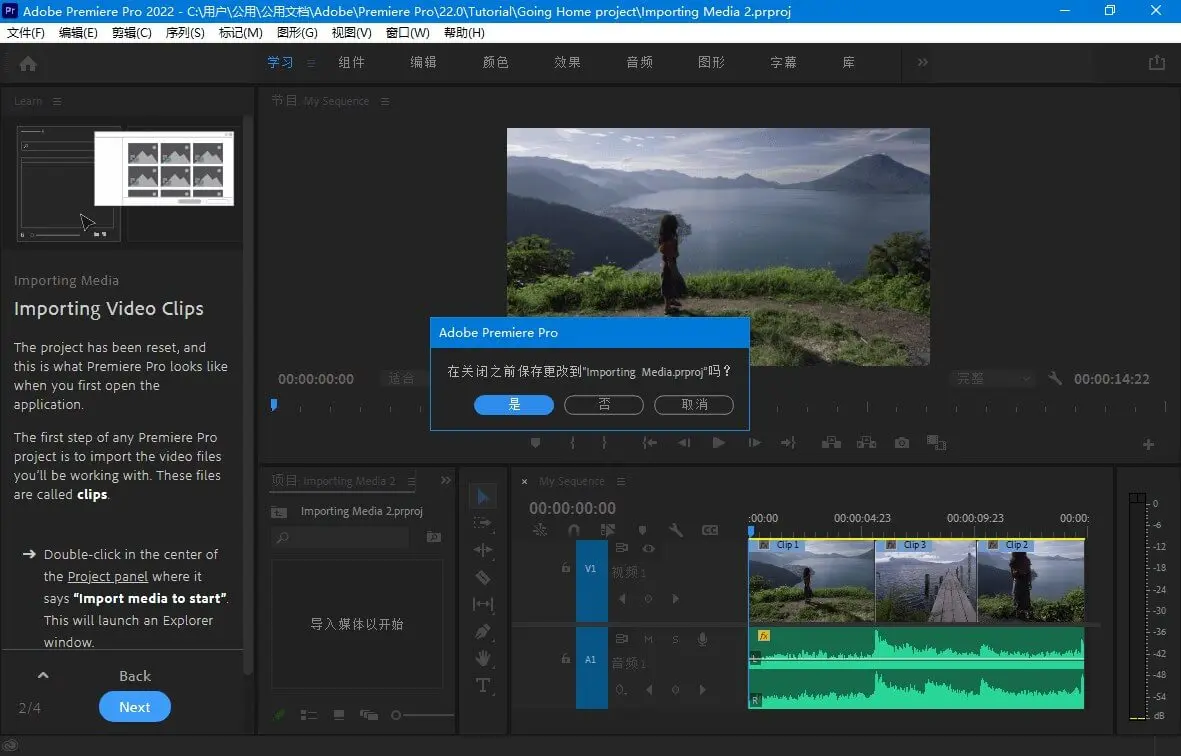 Adobe Premiere Pro 2022 - C:\用户\公用\公用文档\Adobe\Premiere Pro\22.0\Tutorial\Going Home project\Importing Media 2.prproj
文件(F) 编辑(E) 剪辑(C) 序列(S) 标记(M) 图形(G) 视图(V) 窗口(W) 帮助(H)
学习 组件 编辑 颜色 效果 音频 图形 字幕 库
Learn
节目 My Sequence
Importing Media
Importing Video Clips
The project has been reset, and
this is what Premiere Pro looks like
when you first open the
application.
The first step of any Premiere Pro
project is to import the video files
you'll be working with. These files
are called clips.
Double-click in the center of
the Project panel where it
says “Import media to start”.
This will launch an Explorer
window.
Back
2/4
Next
Adobe Premiere Pro
在关闭之前保存更改到"Importing Media.prproj"吗?
是 否 取消
00:00:00:00 适合 完整 00:00:14:22
项目 Importing Media 2
Importing Media 2.prproj
导入媒体以开始
× My Sequence
00:00:00:00
:00:00 00:00:04:23 00:00:09:23 00:00:
fx Clip 1 fx Clip 3 fx Clip 2
V1 视频 1
M S
A1 音频 1
fx
L
R
0
-6
-12
-18
-24
-30
-36
-42
-48
-54
dB